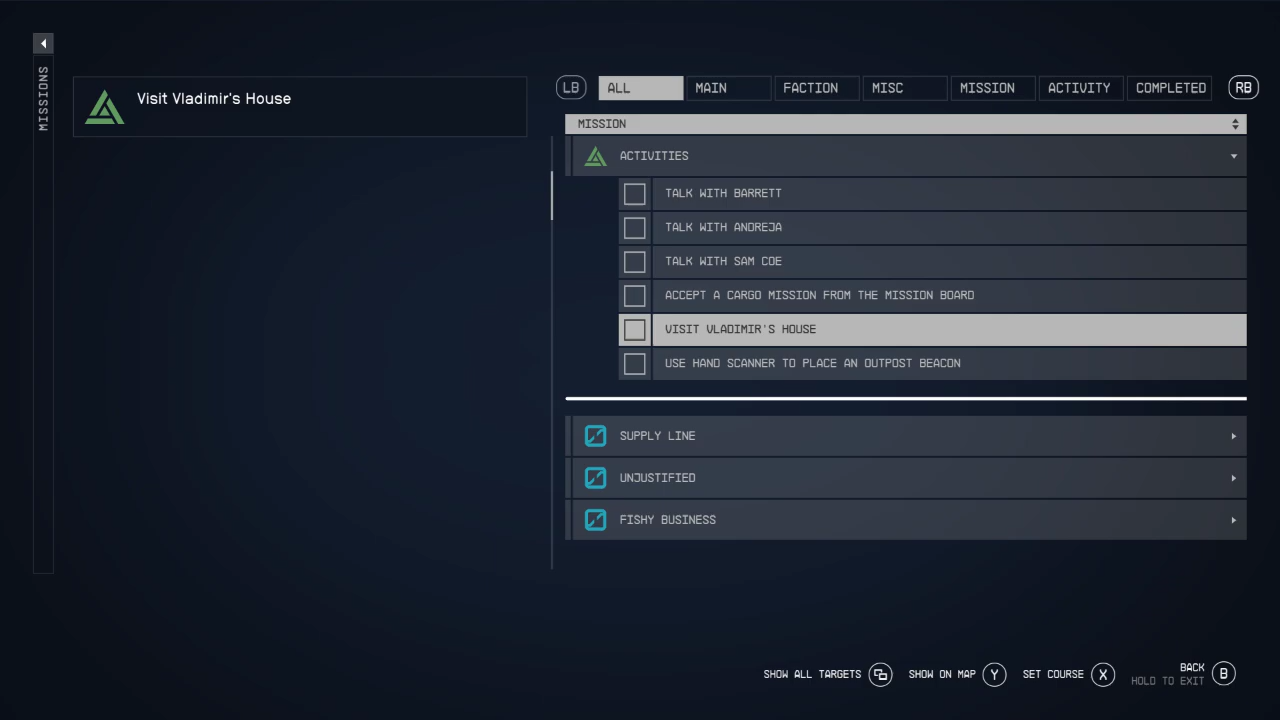 MISSIONS
Visit Vladimir's House
LB
ALL
MAIN
FACTION
MISC
MISSION
ACTIVITY
COMPLETED
RB
MISSION
ACTIVITIES
TALK WITH BARRETT
TALK WITH ANDREJA
TALK WITH SAM COE
ACCEPT A CARGO MISSION FROM THE MISSION BOARD
VISIT VLADIMIR'S HOUSE
USE HAND SCANNER TO PLACE AN OUTPOST BEACON
SUPPLY LINE
UNJUSTIFIED
FISHY BUSINESS
SHOW ALL TARGETS
SHOW ON MAP Y
SET COURSE X
BACK B
HOLD TO EXIT